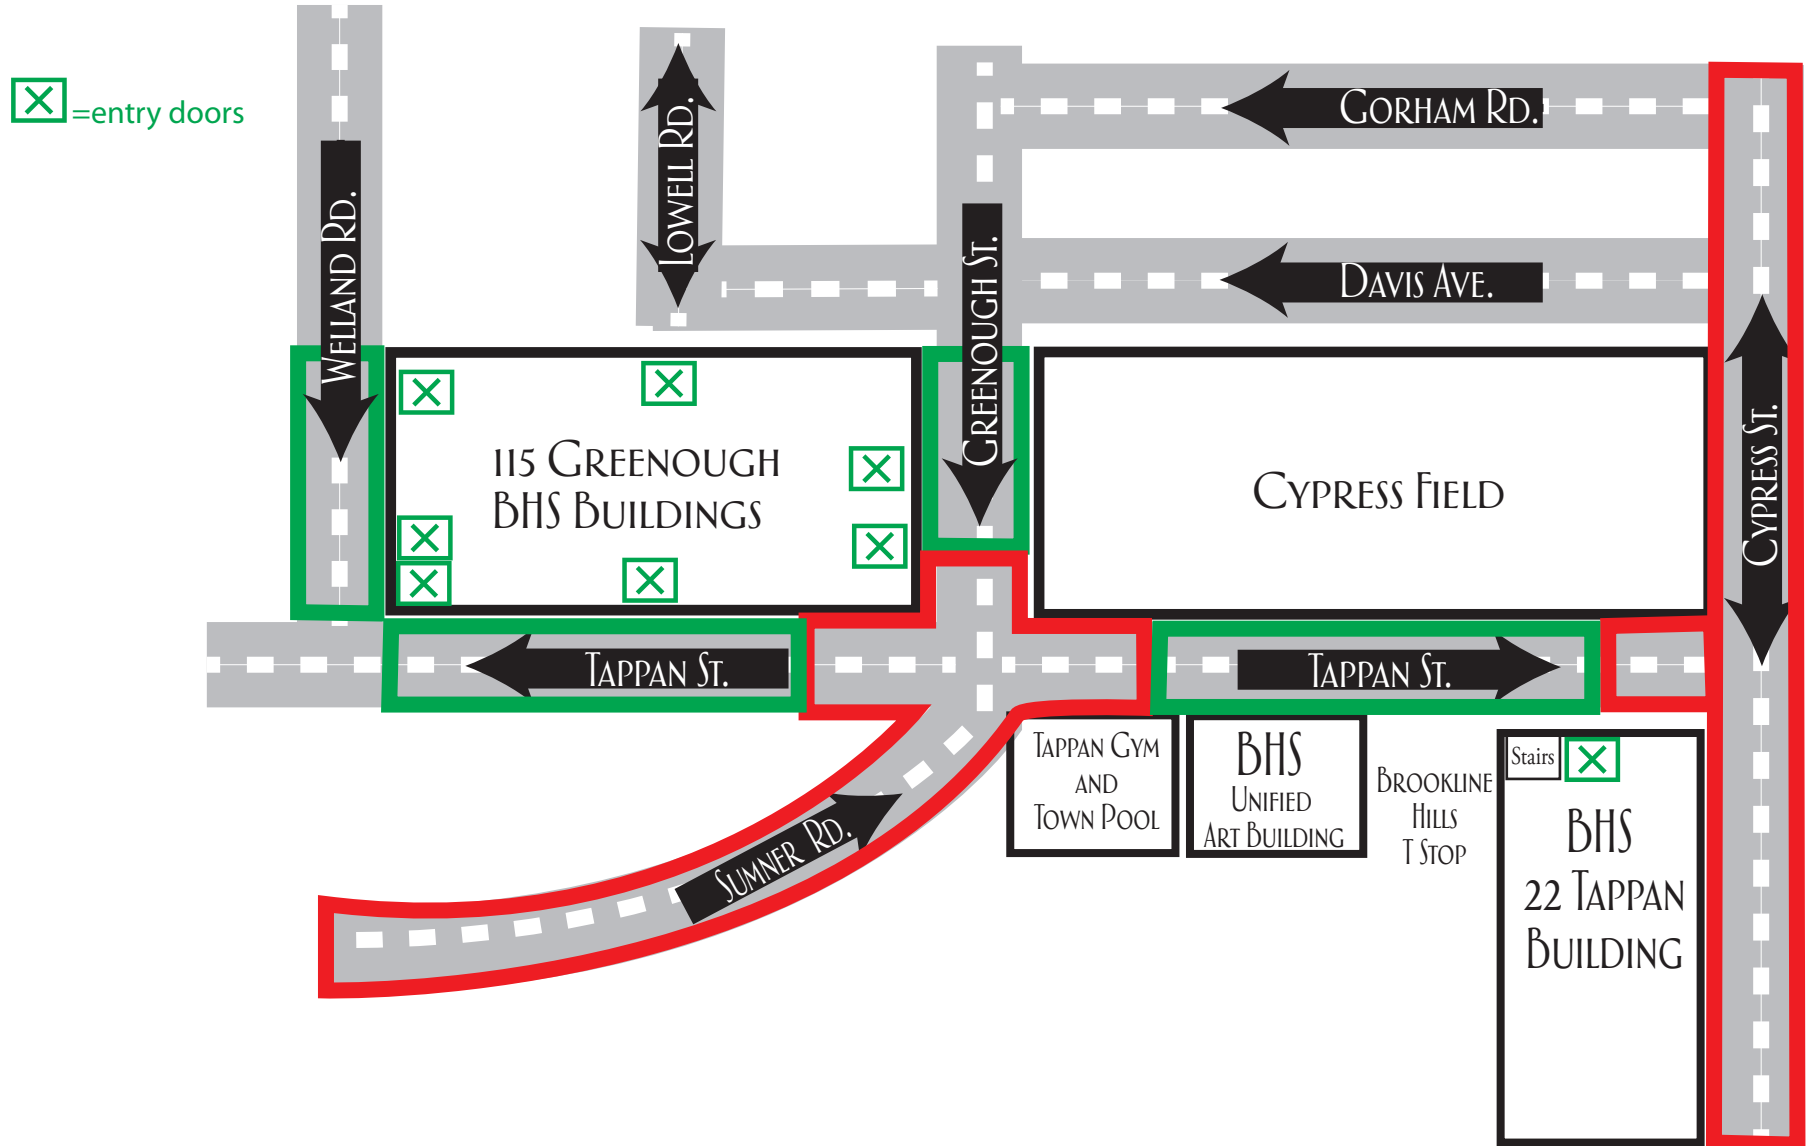 =entry doors
Welland Rd.
Lowell Rd.
Greenough St.
Gorham Rd.
Davis Ave.
Cypress St.
115 Greenough
BHS Buildings
Cypress Field
Tappan St.
Tappan St.
Sumner Rd.
Tappan Gym
and
Town Pool
BHS
Unified
Art Building
Brookline
Hills
T Stop
Stairs
BHS
22 Tappan
Building